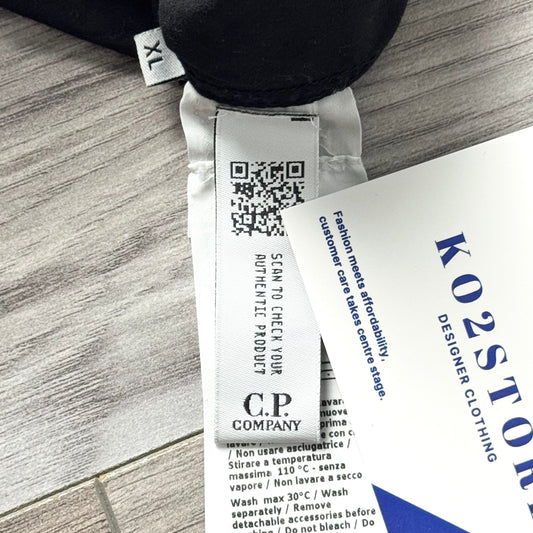 XL
SCAN TO CHECK YOUR
AUTHENTIC PRODUCT
C.P.
COMPANY
lavare /
/ Non usare asciugatrice /
Stirare a temperatura
massima 110 °C - senza
vapore / Non lavare a secco
Wash max 30°C / Wash
separately / Remove
detachable accessories before
/ Do not bleach / Do
Fashion meets affordability,
customer care takes centre stage.
KO2STORE
DESIGNER CLOTHING